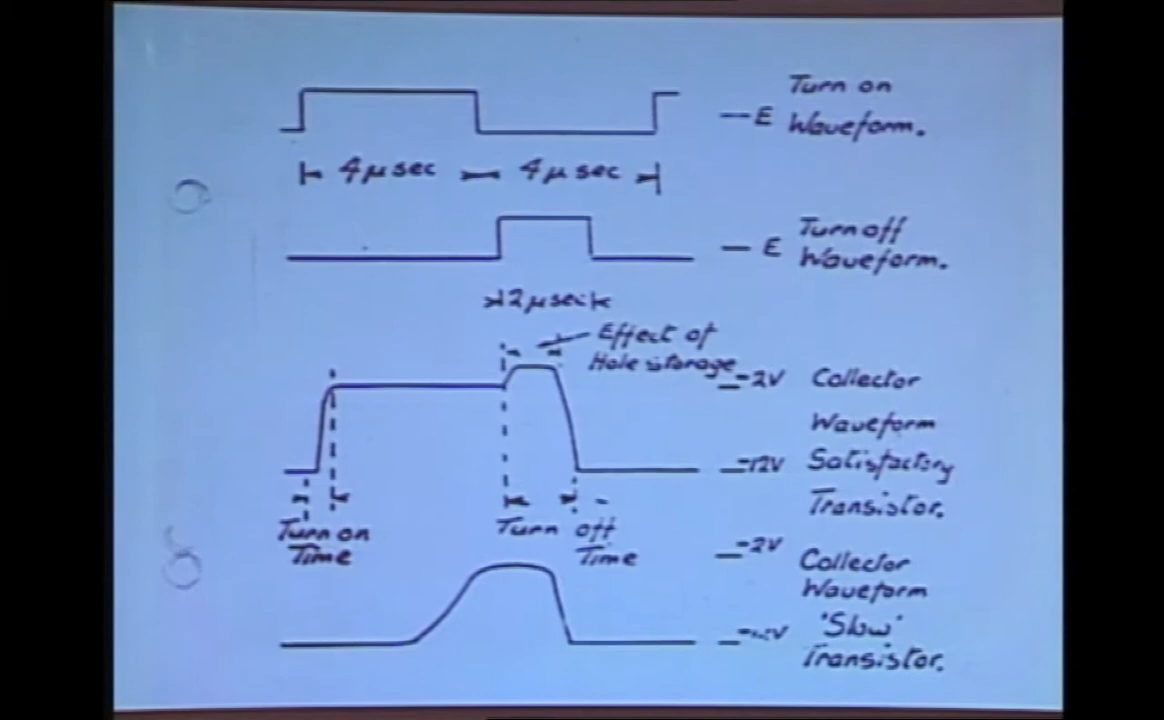 Turn on
— E Waveform.
4μsec 4μsec
Turn off
— E Waveform.
2μsec
Effect of
Hole storage
-2V Collector
Waveform
-12V Satisfactory
Transistor.
Turn on
Time
Turn off
Time
-2V
Collector
Waveform
'Slow'
Transistor.